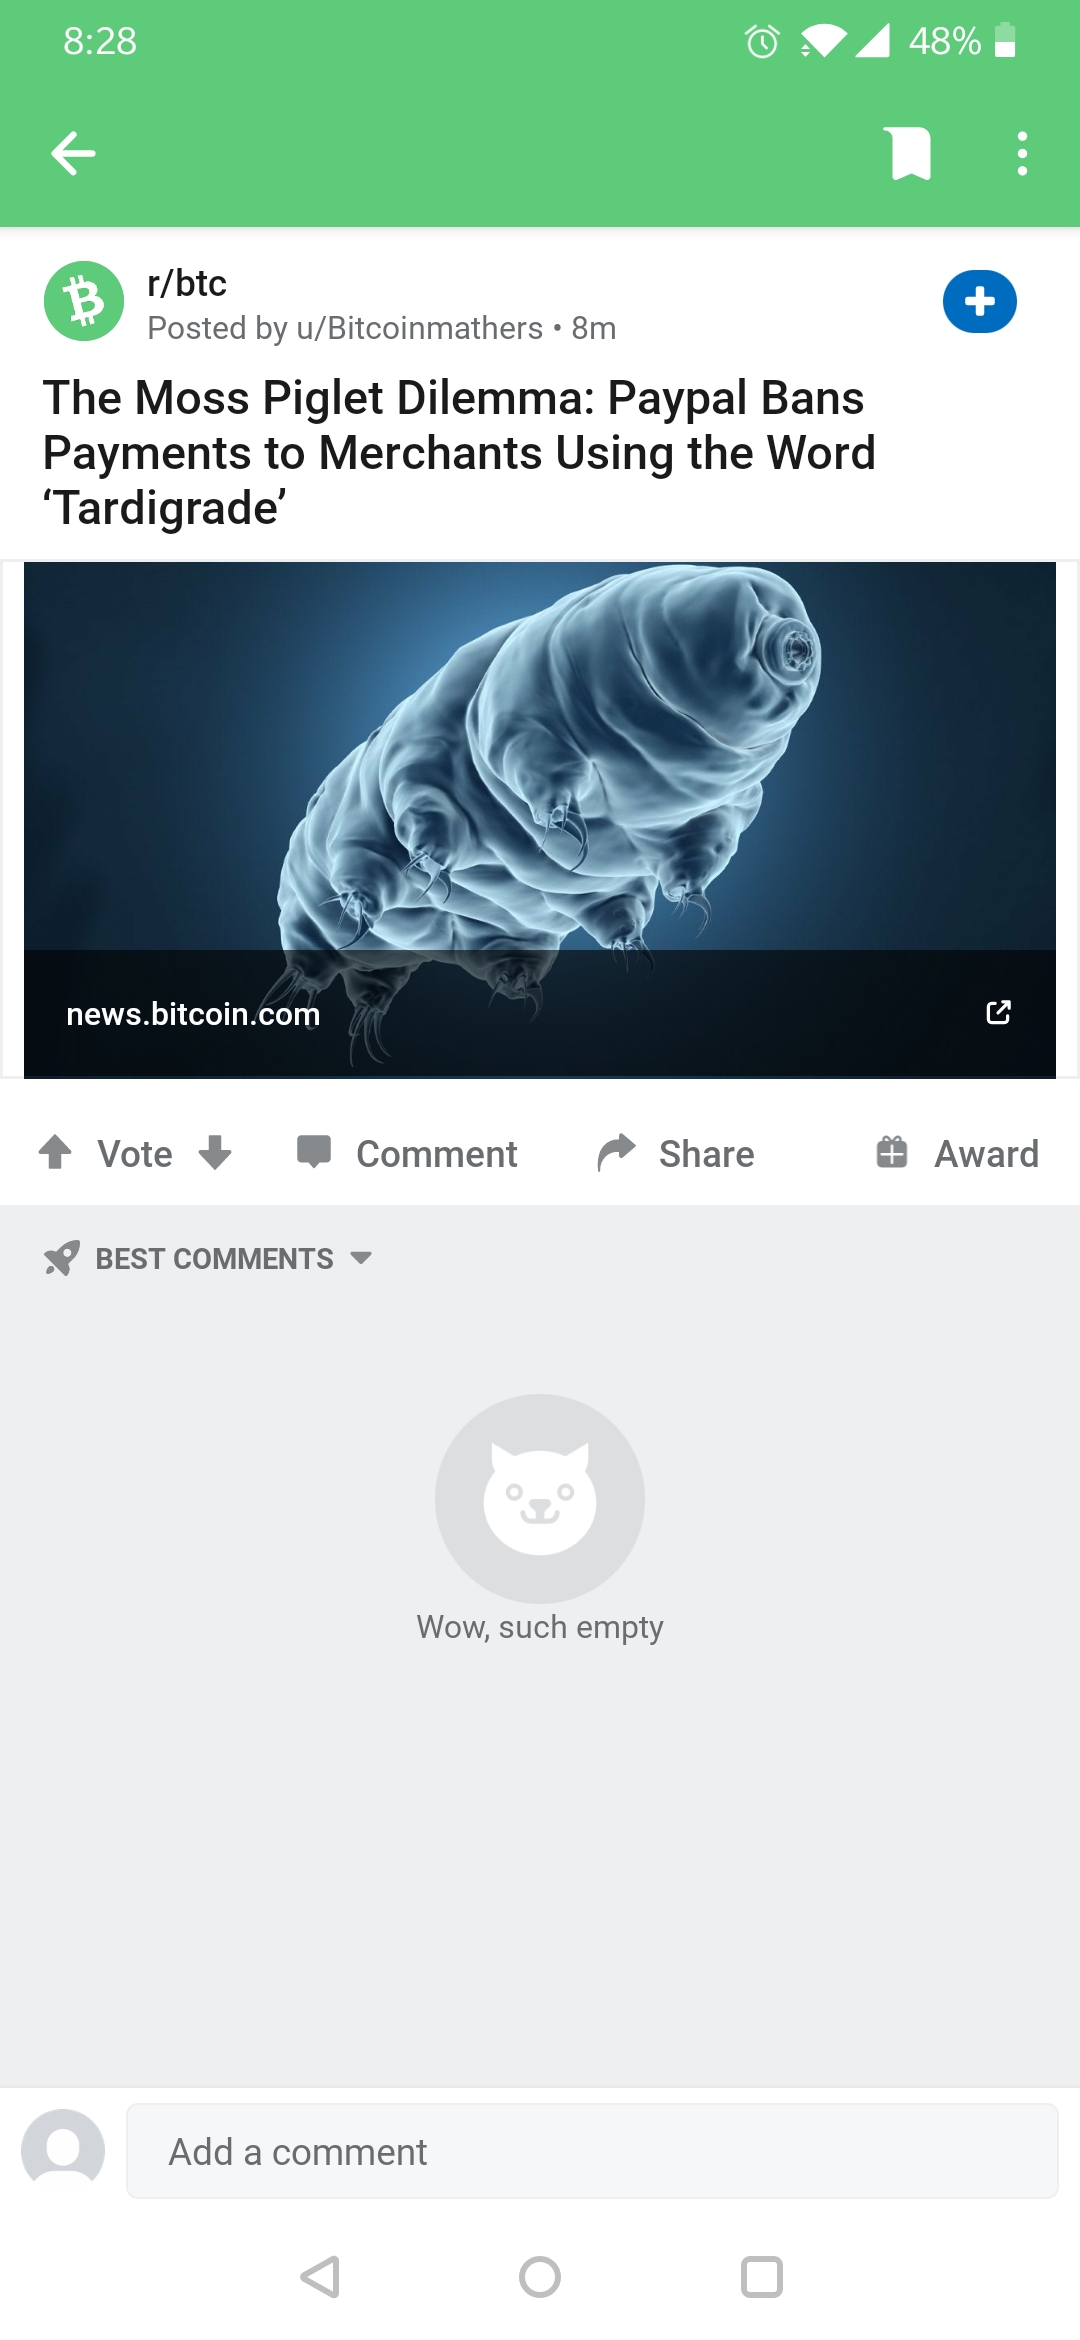 8:28
48%
r/btc
Posted by u/Bitcoinmathers • 8m
The Moss Piglet Dilemma: Paypal Bans
Payments to Merchants Using the Word
‘Tardigrade’
news.bitcoin.com
Vote Comment Share Award
BEST COMMENTS
Wow, such empty
Add a comment